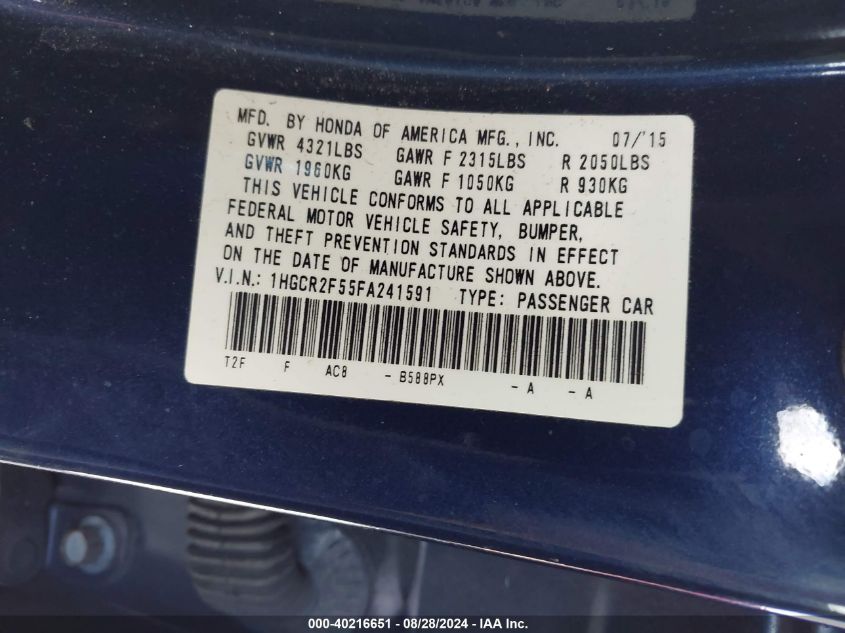 MFD. BY HONDA OF AMERICA MFG., INC. 07/'15
GVWR 4321LBS GAWR F 2315LBS R 2050LBS
GVWR 1960KG GAWR F 1050KG R 930KG
THIS VEHICLE CONFORMS TO ALL APPLICABLE
FEDERAL MOTOR VEHICLE SAFETY, BUMPER,
AND THEFT PREVENTION STANDARDS IN EFFECT
ON THE DATE OF MANUFACTURE SHOWN ABOVE.
V.I.N.: 1HGCR2F55FA241591 TYPE: PASSENGER CAR
T2F F AC8 - B588PX - A - A
000-40216651 - 08/28/2024 - IAA Inc.